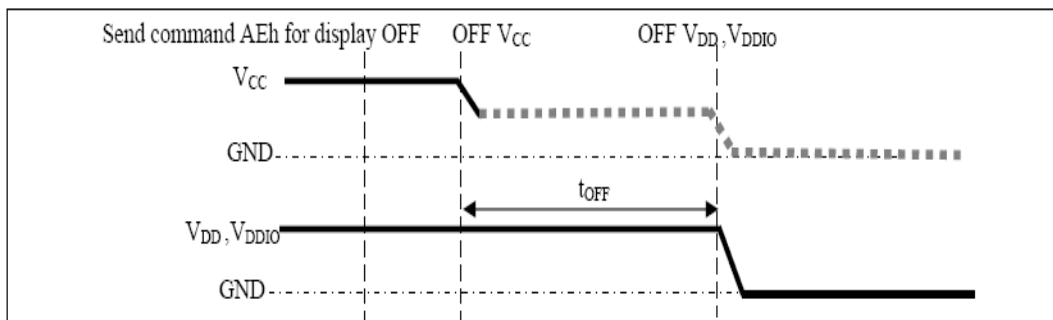 Send command AEh for display OFF OFF VCC OFF VDD ,VDDIO
VCC
GND
tOFF
VDD ,VDDIO
GND